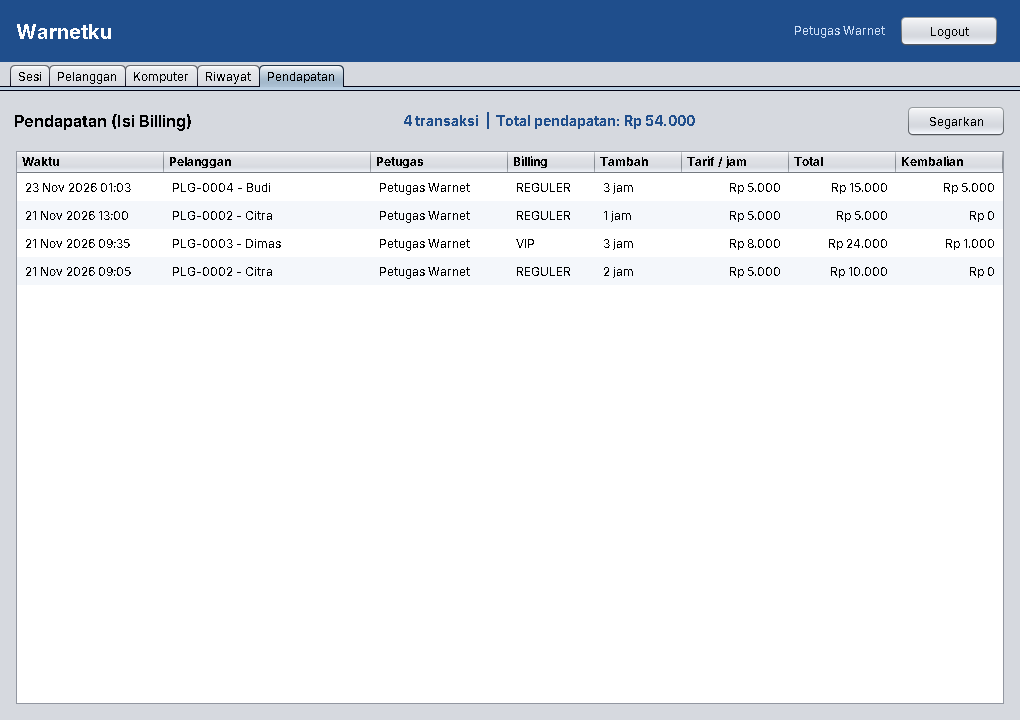 Warnetku
Petugas Warnet Logout
Sesi Pelanggan Komputer Riwayat Pendapatan
Pendapatan (Isi Billing) 4 transaksi | Total pendapatan: Rp 54.000 Segarkan
Waktu Pelanggan Petugas Billing Tambah Tarif / jam Total Kembalian
23 Nov 2026 01:03 PLG-0004 - Budi Petugas Warnet REGULER 3 jam Rp 5.000 Rp 15.000 Rp 5.000
21 Nov 2026 13:00 PLG-0002 - Citra Petugas Warnet REGULER 1 jam Rp 5.000 Rp 5.000 Rp 0
21 Nov 2026 09:35 PLG-0003 - Dimas Petugas Warnet VIP 3 jam Rp 8.000 Rp 24.000 Rp 1.000
21 Nov 2026 09:05 PLG-0002 - Citra Petugas Warnet REGULER 2 jam Rp 5.000 Rp 10.000 Rp 0